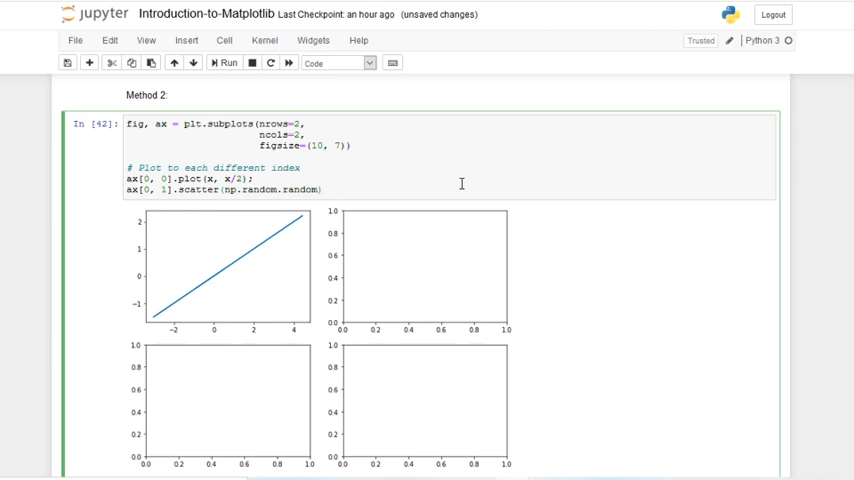 jupyter Introduction-to-Matplotlib Last Checkpoint: an hour ago (unsaved changes) Logout
File Edit View Insert Cell Kernel Widgets Help Trusted Python 3
Run Code
Method 2:
In [42]: fig, ax = plt.subplots(nrows=2,
ncols=2,
figsize=(10, 7))
# Plot to each different index
ax[0, 0].plot(x, x/2);
ax[0, 1].scatter(np.random.random)
2 1.0
0.8
1 0.6
0 0.4
0.2
−1 0.0
−2 0 2 4 0.0 0.2 0.4 0.6 0.8 1.0
1.0 1.0
0.8 0.8
0.6 0.6
0.4 0.4
0.2 0.2
0.0 0.0
0.0 0.2 0.4 0.6 0.8 1.0 0.0 0.2 0.4 0.6 0.8 1.0